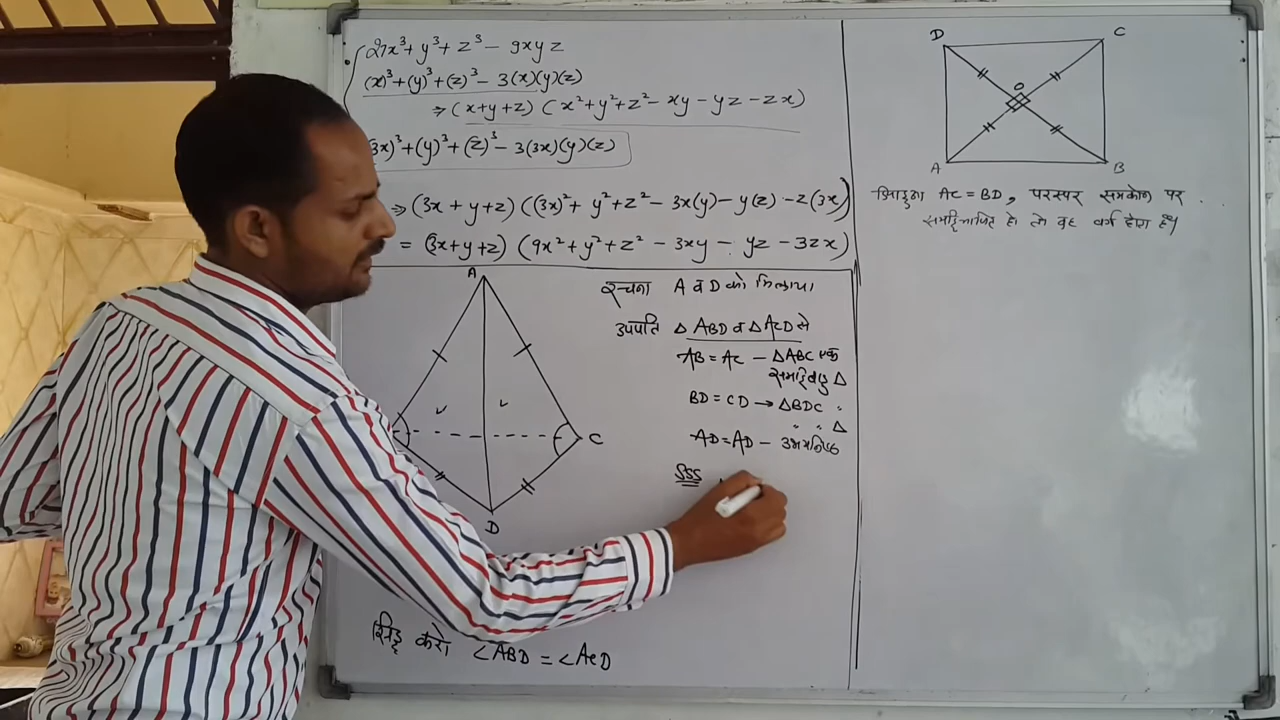 27x³ + y³ + z³ - 9xyz
(x)³ + (y)³ + (z)³ - 3(x)(y)(z)
⇒ (x+y+z) (x² + y² + z² - xy - yz - zx)
3x)³ + (y)³ + (z)³ - 3(3x)(y)(z)
⇒ (3x + y + z) ((3x)² + y² + z² - 3x(y) - y(z) - z(3x)
= (3x + y + z) (9x² + y² + z² - 3xy - yz - 3zx)
A
C
D
सिद्ध करो ∠ABD = ∠ACD
रचना A व D को मिलाया
उपपति △ ABD व △ ACD से
AB = AC - △ABC एक
समद्विबाहु △
BD = CD → △BDC "
" " △
AD = AD - उभयनिष्ठ
SSS
D C
O
A B
AC = BD, परस्पर समकोण पर
समद्विभाजित हो तो वह वर्ग होता है